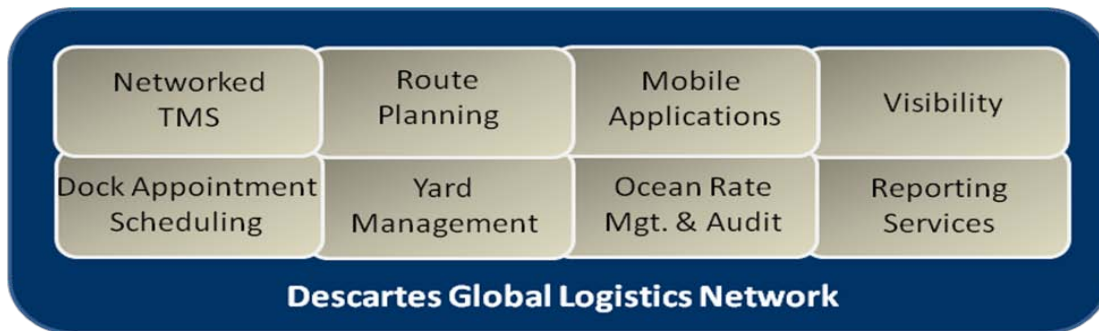 Networked
TMS
Route
Planning
Mobile
Applications
Visibility
Dock Appointment
Scheduling
Yard
Management
Ocean Rate
Mgt. & Audit
Reporting
Services
Descartes Global Logistics Network